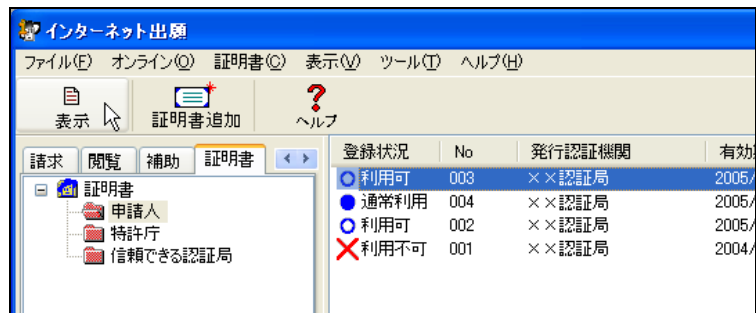 インターネット出願
ファイル(F) オンライン(O) 証明書(C) 表示(V) ツール(T) ヘルプ(H)
表示 証明書追加 ヘルプ
請求 閲覧 補助 証明書
証明書
申請人
特許庁
信頼できる認証局
登録状況 No 発行認証機関 有効
利用可 003 ××認証局 2005/
通常利用 004 ××認証局 2005/
利用可 002 ××認証局 2005/
利用不可 001 ××認証局 2004/